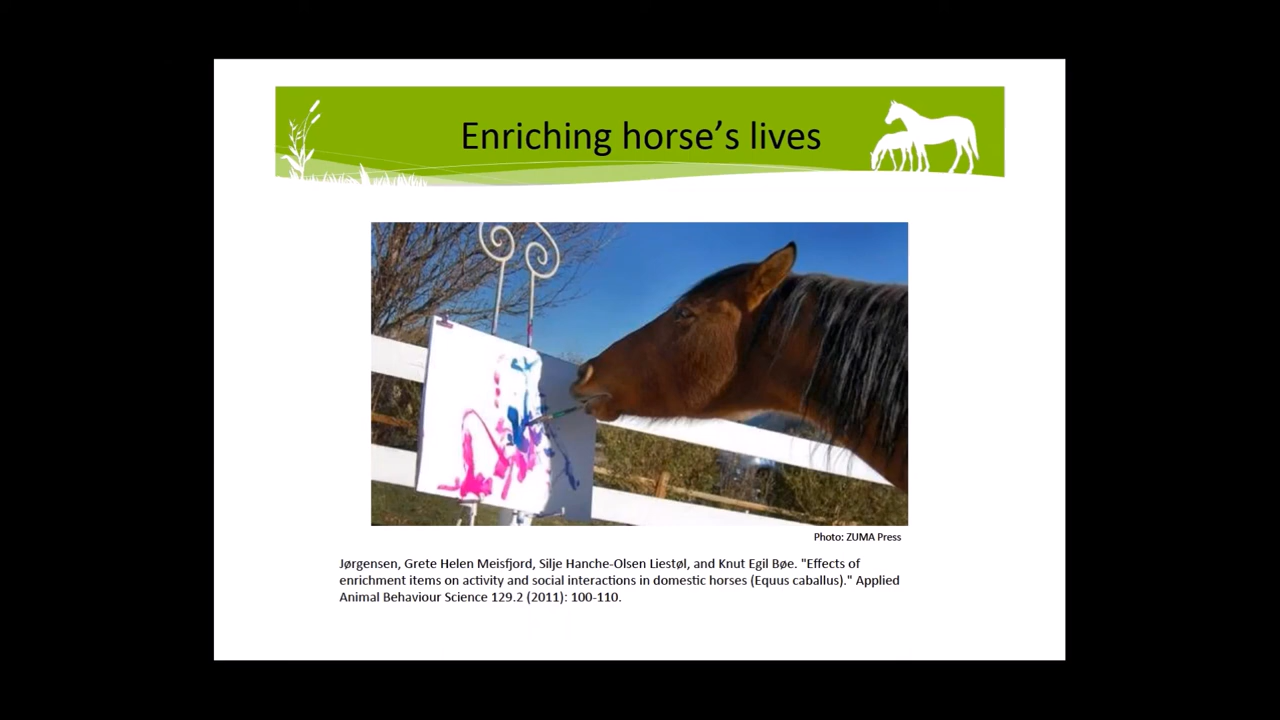 Enriching horse’s lives
Photo: ZUMA Press
Jørgensen, Grete Helen Meisfjord, Silje Hanche-Olsen Liestøl, and Knut Egil Bøe. "Effects of
enrichment items on activity and social interactions in domestic horses (Equus caballus)." Applied
Animal Behaviour Science 129.2 (2011): 100-110.